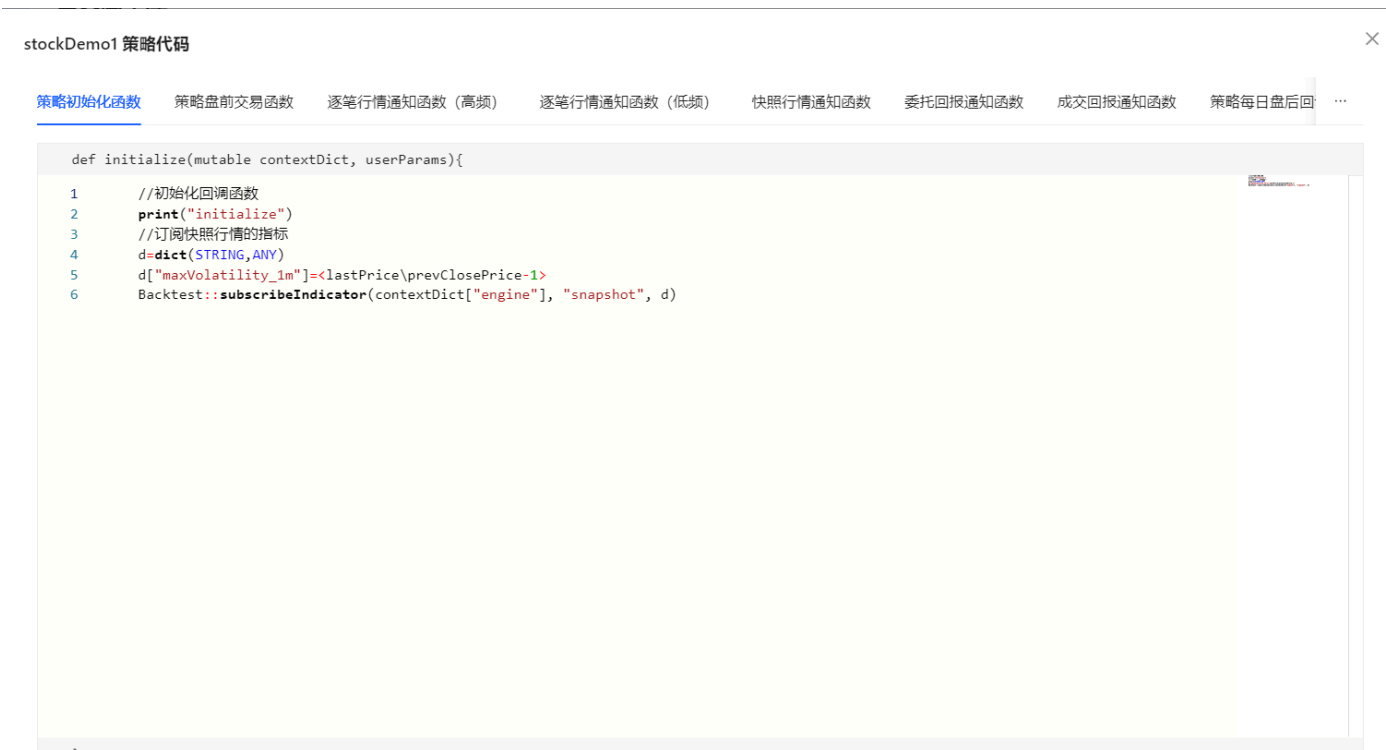 stockDemo1 策略代码
策略初始化函数 策略盘前交易函数 逐笔行情通知函数（高频） 逐笔行情通知函数（低频） 快照行情通知函数 委托回报通知函数 成交回报通知函数 策略每日盘后回 ···
def initialize(mutable contextDict, userParams){
1 //初始化回调函数
2 print("initialize")
3 //订阅快照行情的指标
4 d=dict(STRING,ANY)
5 d["maxVolatility_1m"]=<lastPrice\prevClosePrice-1>
6 Backtest::subscribeIndicator(contextDict["engine"], "snapshot", d)